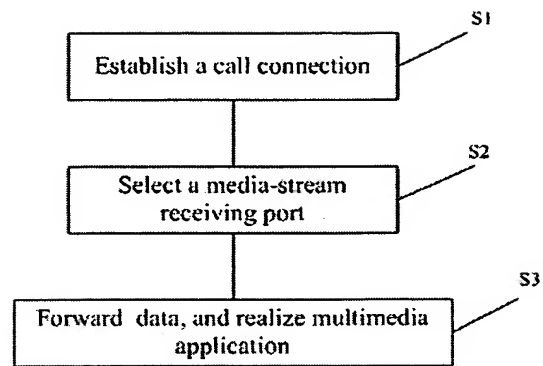 S1
Establish a call connection
S2
Select a media-stream
receiving port
S3
Forward data, and realize multimedia
application